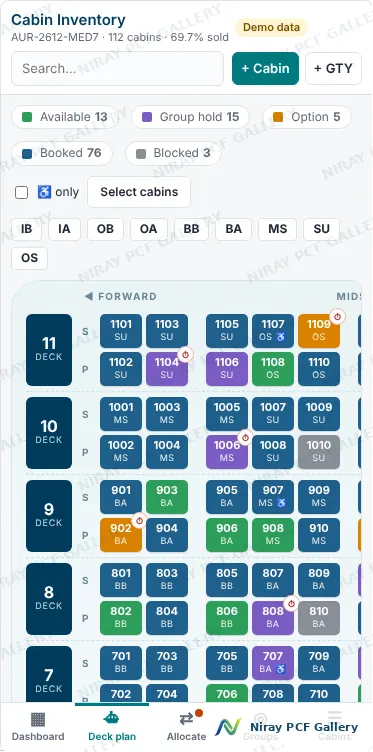 Cabin Inventory
AUR-2612-MED7 · 112 cabins · 69.7% sold
Demo data
Search...
+ Cabin
+ GTY
Available 13
Group hold 15
Option 5
Booked 76
Blocked 3
♿ only
Select cabins
IB IA OB OA BB BA MS SU
OS
◀ FORWARD
11 DECK
S 1101 SU 1103 SU 1105 SU 1107 OS ♿ 1109 OS
P 1102 SU 1104 SU 1106 SU 1108 OS 1110 OS
10 DECK
S 1001 MS 1003 MS 1005 MS 1007 SU 1009 SU
P 1002 MS 1004 MS 1006 MS 1008 SU 1010 SU
9 DECK
S 901 BA 903 BA 905 BA 907 MS ♿ 909 MS
P 902 BA 904 BA 906 BA 908 MS 910 MS
8 DECK
S 801 BB 803 BB 805 BB 807 BA 809 BA
P 802 BB 804 BB 806 BB 808 BA 810 BA
7 DECK
S 701 BB 703 BB 705 BB 707 BA ♿ 709 BA
702 704 706 708 710
Dashboard
Deck plan
Allocate
Groups
Cabins
Niray PCF Gallery
NIRAY PCF GALLERY